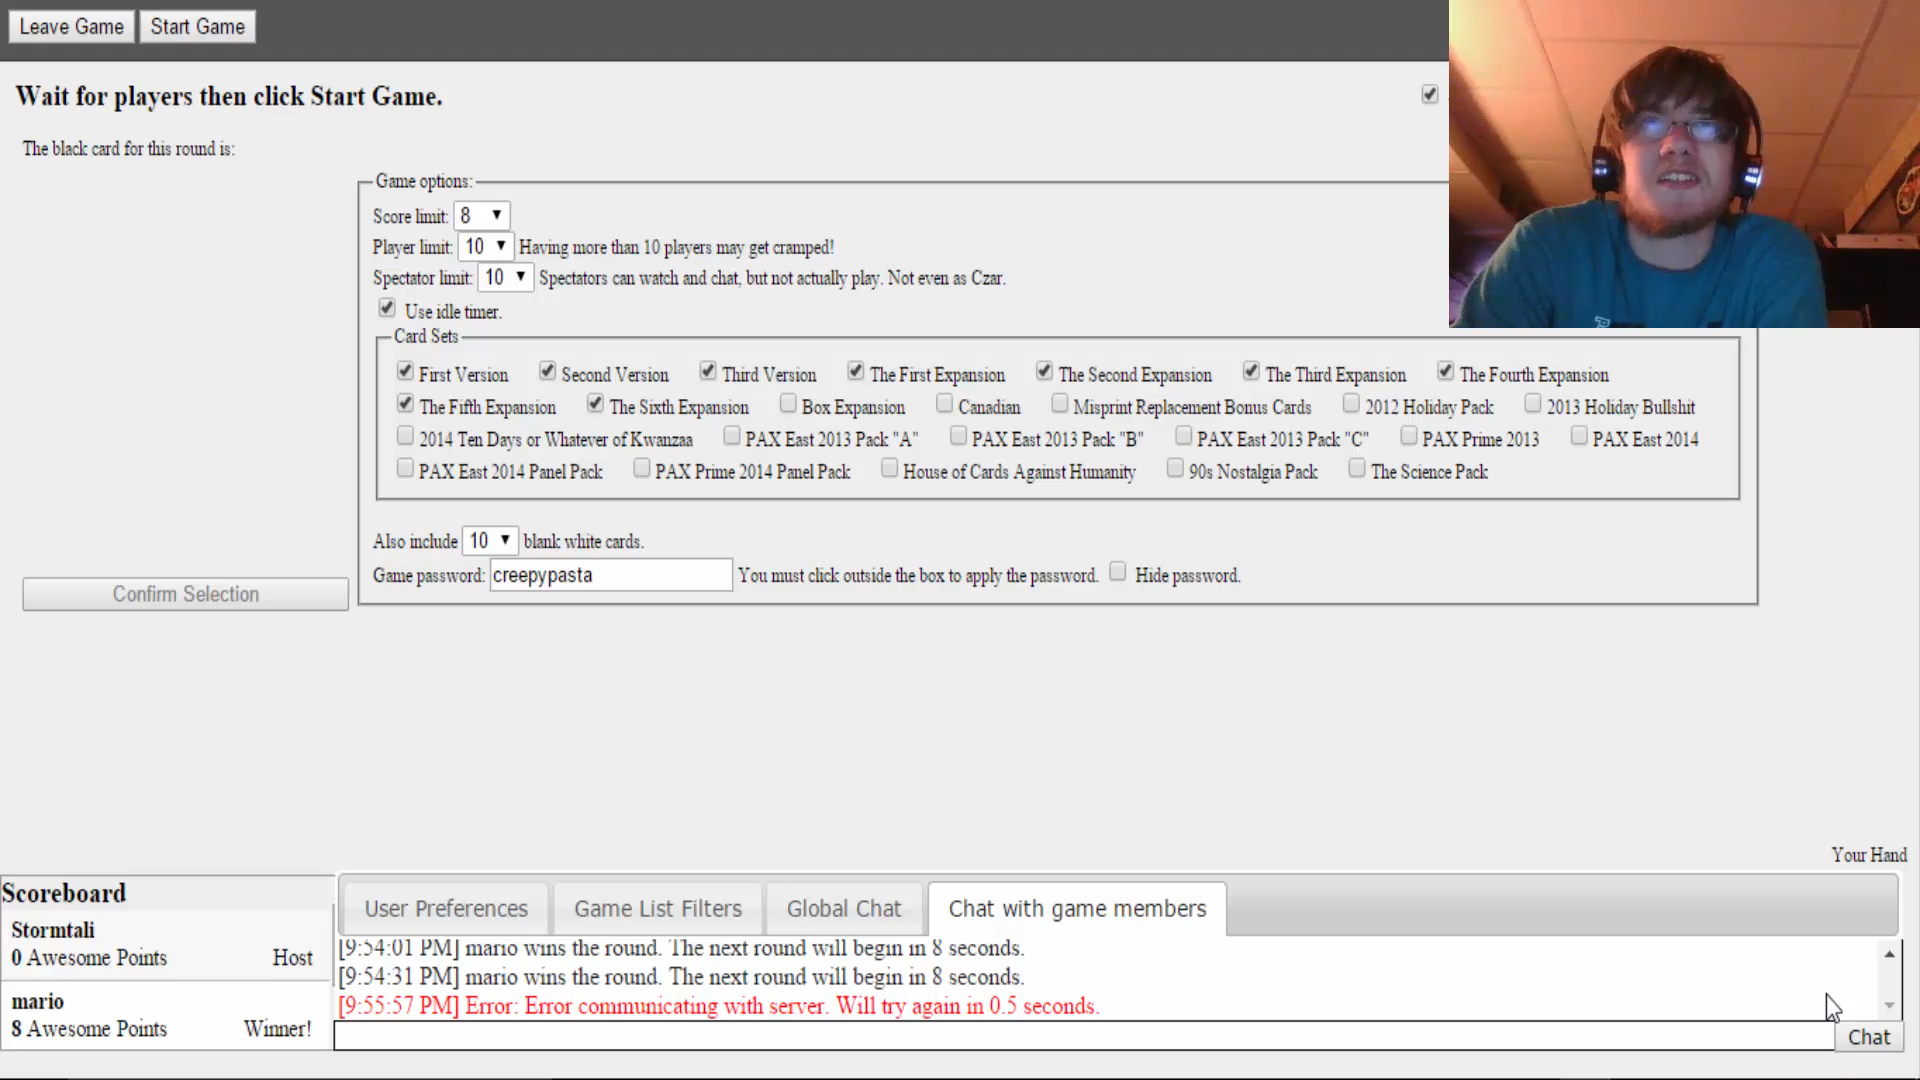 Leave Game Start Game
Wait for players then click Start Game.
The black card for this round is:
Game options:
Score limit: 8
Player limit: 10 Having more than 10 players may get cramped!
Spectator limit: 10 Spectators can watch and chat, but not actually play. Not even as Czar.
Use idle timer.
Card Sets
First Version Second Version Third Version The First Expansion The Second Expansion The Third Expansion The Fourth Expansion
The Fifth Expansion The Sixth Expansion Box Expansion Canadian Misprint Replacement Bonus Cards 2012 Holiday Pack 2013 Holiday Bullshit
2014 Ten Days or Whatever of Kwanzaa PAX East 2013 Pack "A" PAX East 2013 Pack "B" PAX East 2013 Pack "C" PAX Prime 2013 PAX East 2014
PAX East 2014 Panel Pack PAX Prime 2014 Panel Pack House of Cards Against Humanity 90s Nostalgia Pack The Science Pack
Also include 10 blank white cards.
Game password: creepypasta You must click outside the box to apply the password. Hide password.
Confirm Selection
Your Hand
Scoreboard
Stormtali
0 Awesome Points Host
mario
8 Awesome Points Winner!
User Preferences Game List Filters Global Chat Chat with game members
[9:54:01 PM] mario wins the round. The next round will begin in 8 seconds.
[9:54:31 PM] mario wins the round. The next round will begin in 8 seconds.
[9:55:57 PM] Error: Error communicating with server. Will try again in 0.5 seconds.
Chat